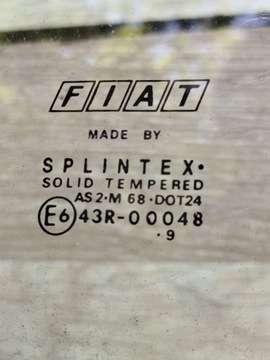 FIAT
MADE BY
SPLINTEX·
SOLID TEMPERED
AS2·M 68·DOT24
E6 43R-00048
·9